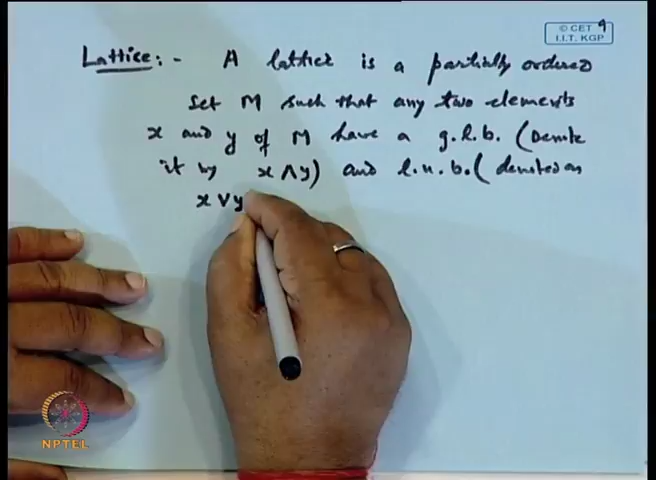 © CET
I.I.T. KGP
9
Lattice:- A lattice is a partially ordered
set M such that any two elements
x and y of M have a g.l.b. (Denote
it by x ∧ y) and l.u.b. (denoted as
x ∨ y
NPTEL